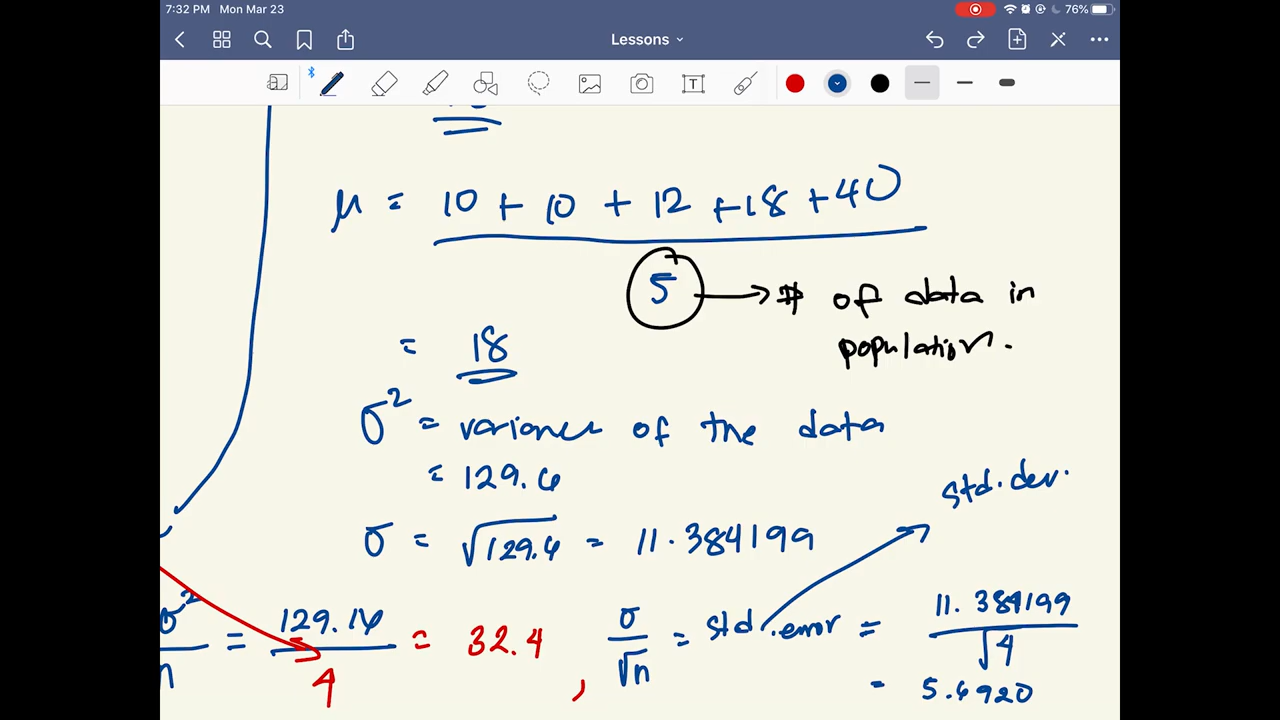 7:32 PM Mon Mar 23
76%
Lessons
T
μ = 10 + 10 + 12 + 18 + 40
5 → # of data in
population.
= 18
σ² = variance of the data
= 129.6
std. dev.
σ = √129.6 = 11.384199
σ²/n = 129.16/4 = 32.4 , σ/√n = std. error = 11.384199/√4
= 5.6920